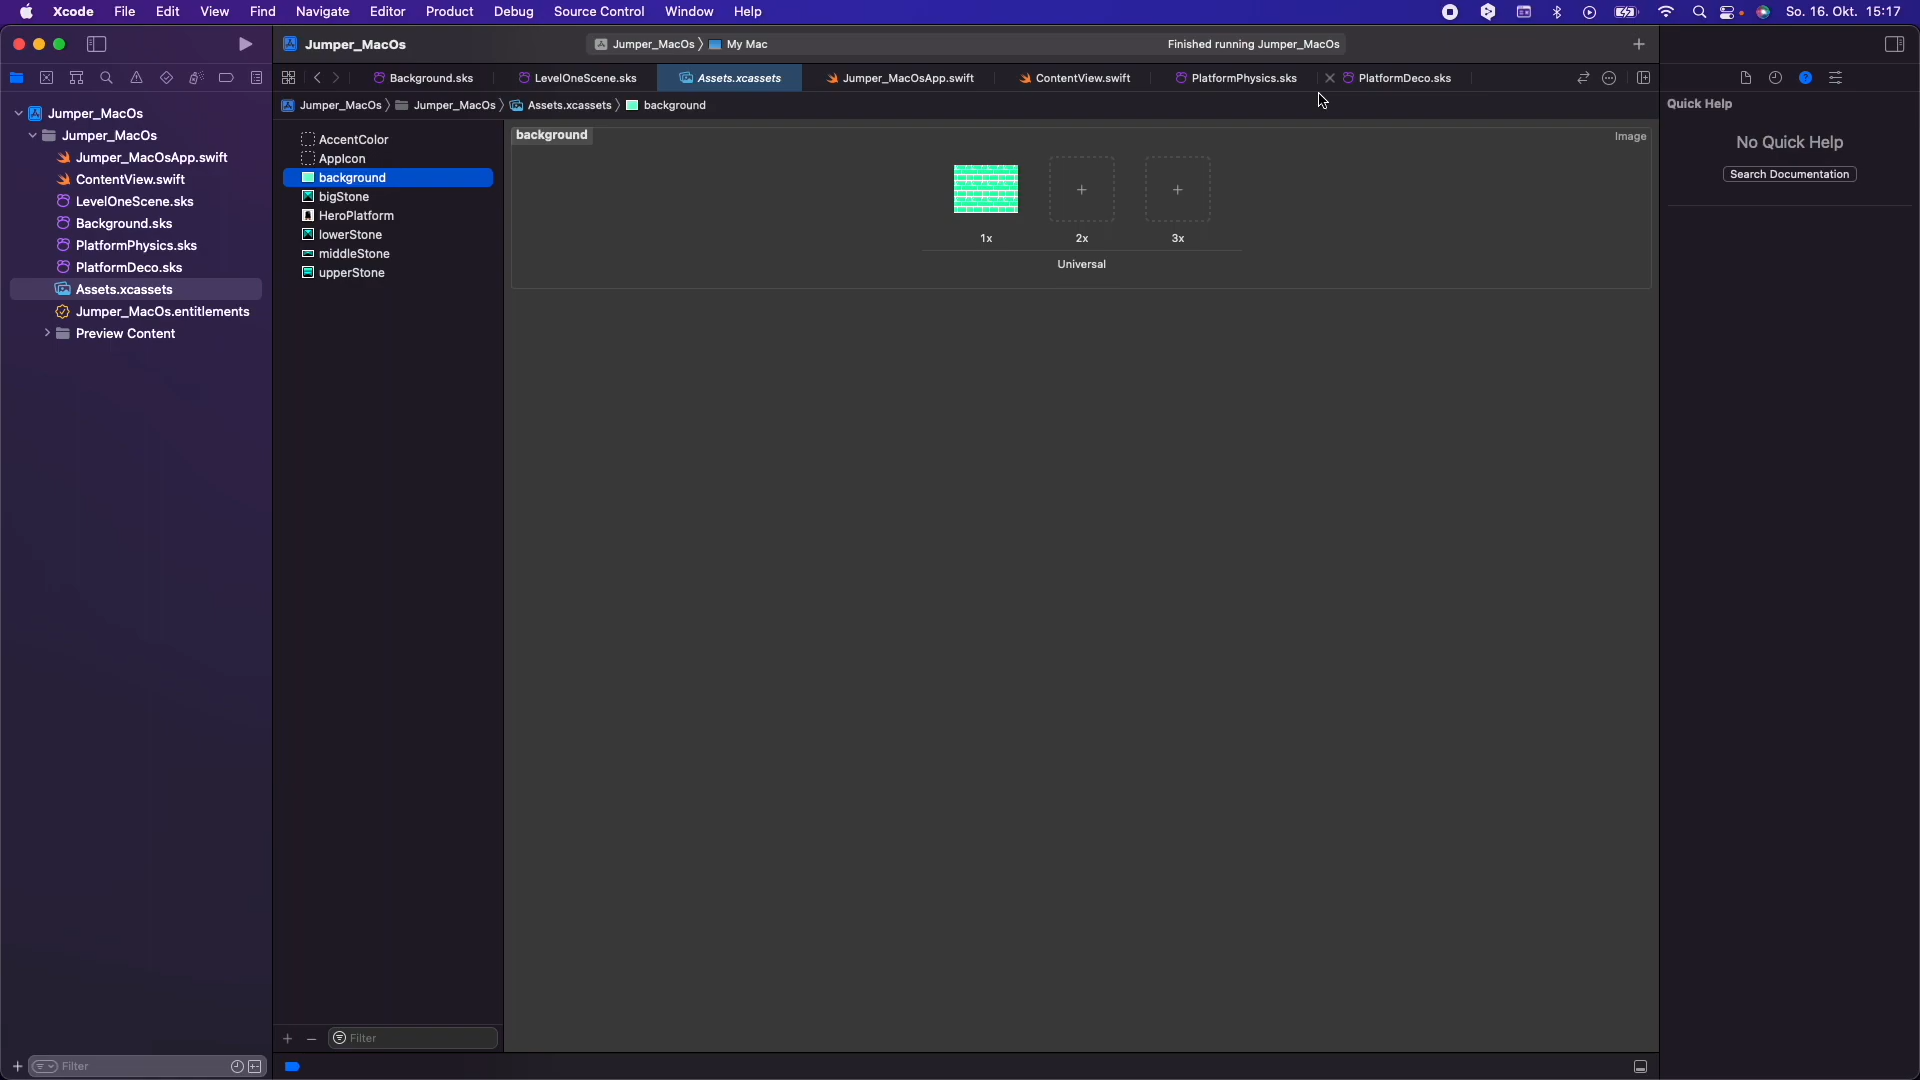 Xcode File Edit View Find Navigate Editor Product Debug Source Control Window Help So. 16. Okt. 15:17
Jumper_MacOs Jumper_MacOs My Mac Finished running Jumper_MacOs
Background.sks LevelOneScene.sks Assets.xcassets Jumper_MacOsApp.swift ContentView.swift PlatformPhysics.sks PlatformDeco.sks
Jumper_MacOs Jumper_MacOs Assets.xcassets background
Jumper_MacOs
Jumper_MacOs
Jumper_MacOsApp.swift
ContentView.swift
LevelOneScene.sks
Background.sks
PlatformPhysics.sks
PlatformDeco.sks
Assets.xcassets
Jumper_MacOs.entitlements
Preview Content
Filter
AccentColor
AppIcon
background
bigStone
HeroPlatform
lowerStone
middleStone
upperStone
Filter
background
Image
1x 2x 3x
Universal
Quick Help
No Quick Help
Search Documentation